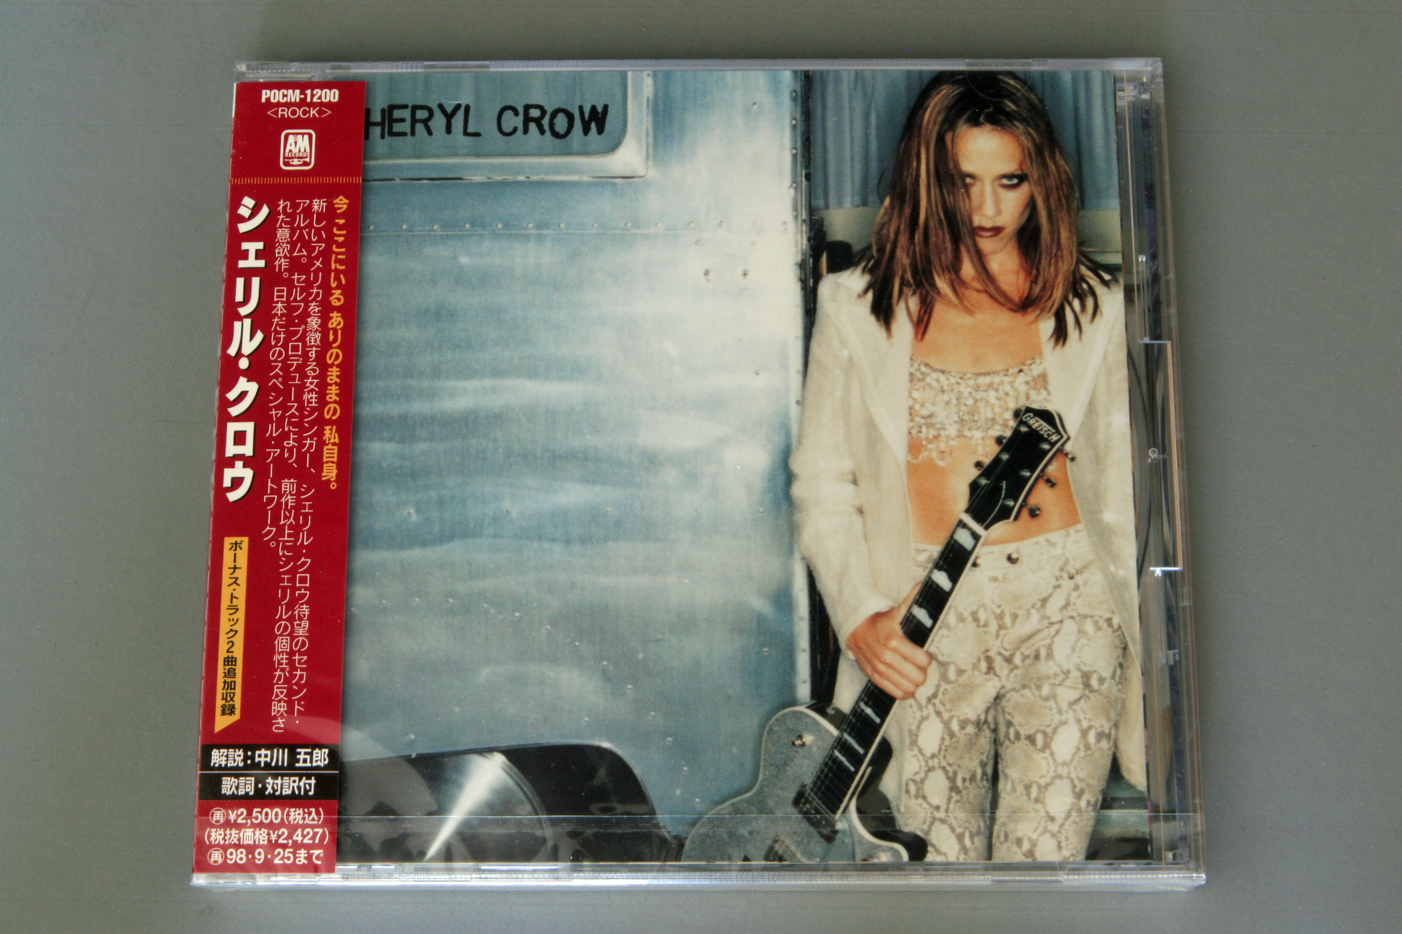 POCM-1200
<ROCK>
A&M
RECORDS
今 ここにいる ありのままの 私自身。
新しいアメリカを象徴する女性シンガー、シェリル・クロウ待望のセカンド・
アルバム。セルフ・プロデュースにより、前作以上にシェリルの個性が反映さ
れた意欲作。日本だけのスペシャル・アートワーク。
シェリル・クロウ
ボーナス・トラック2曲追加収録
解説：中川 五郎
歌詞・対訳付
㊢¥2,500(税込)
(税抜価格¥2,427)
㊢98・9・25まで
HERYL CROW
GRETSCH